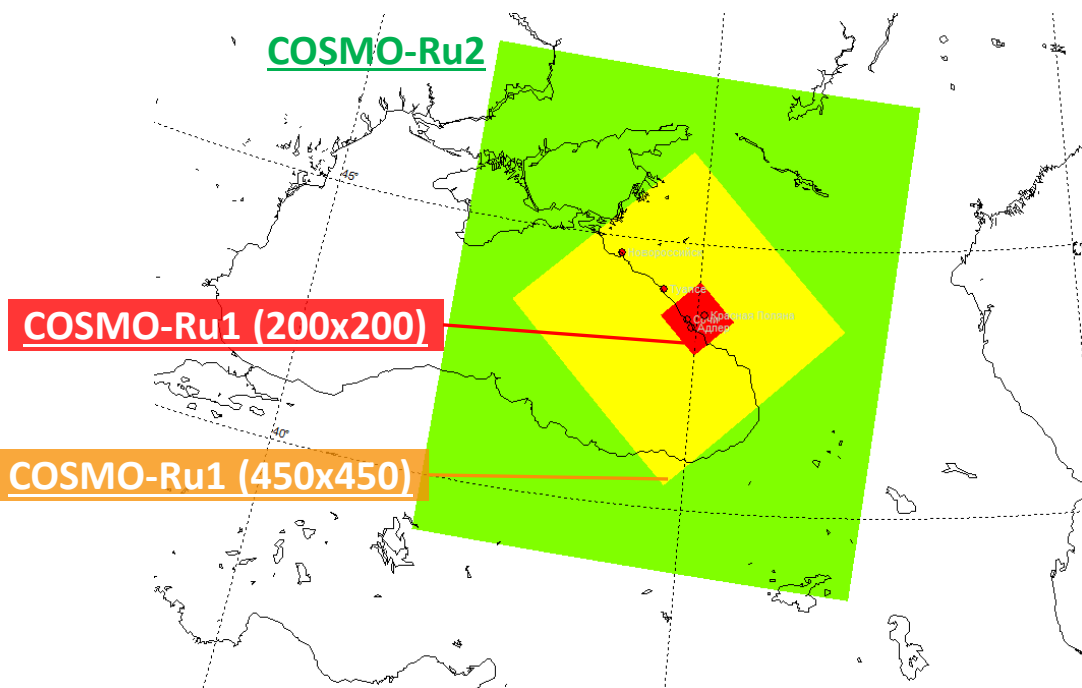 COSMO-Ru2
45°
Новороссийск
Туапсе
Красная Поляна
Сочи
Адлер
COSMO-Ru1 (200x200)
40°
COSMO-Ru1 (450x450)